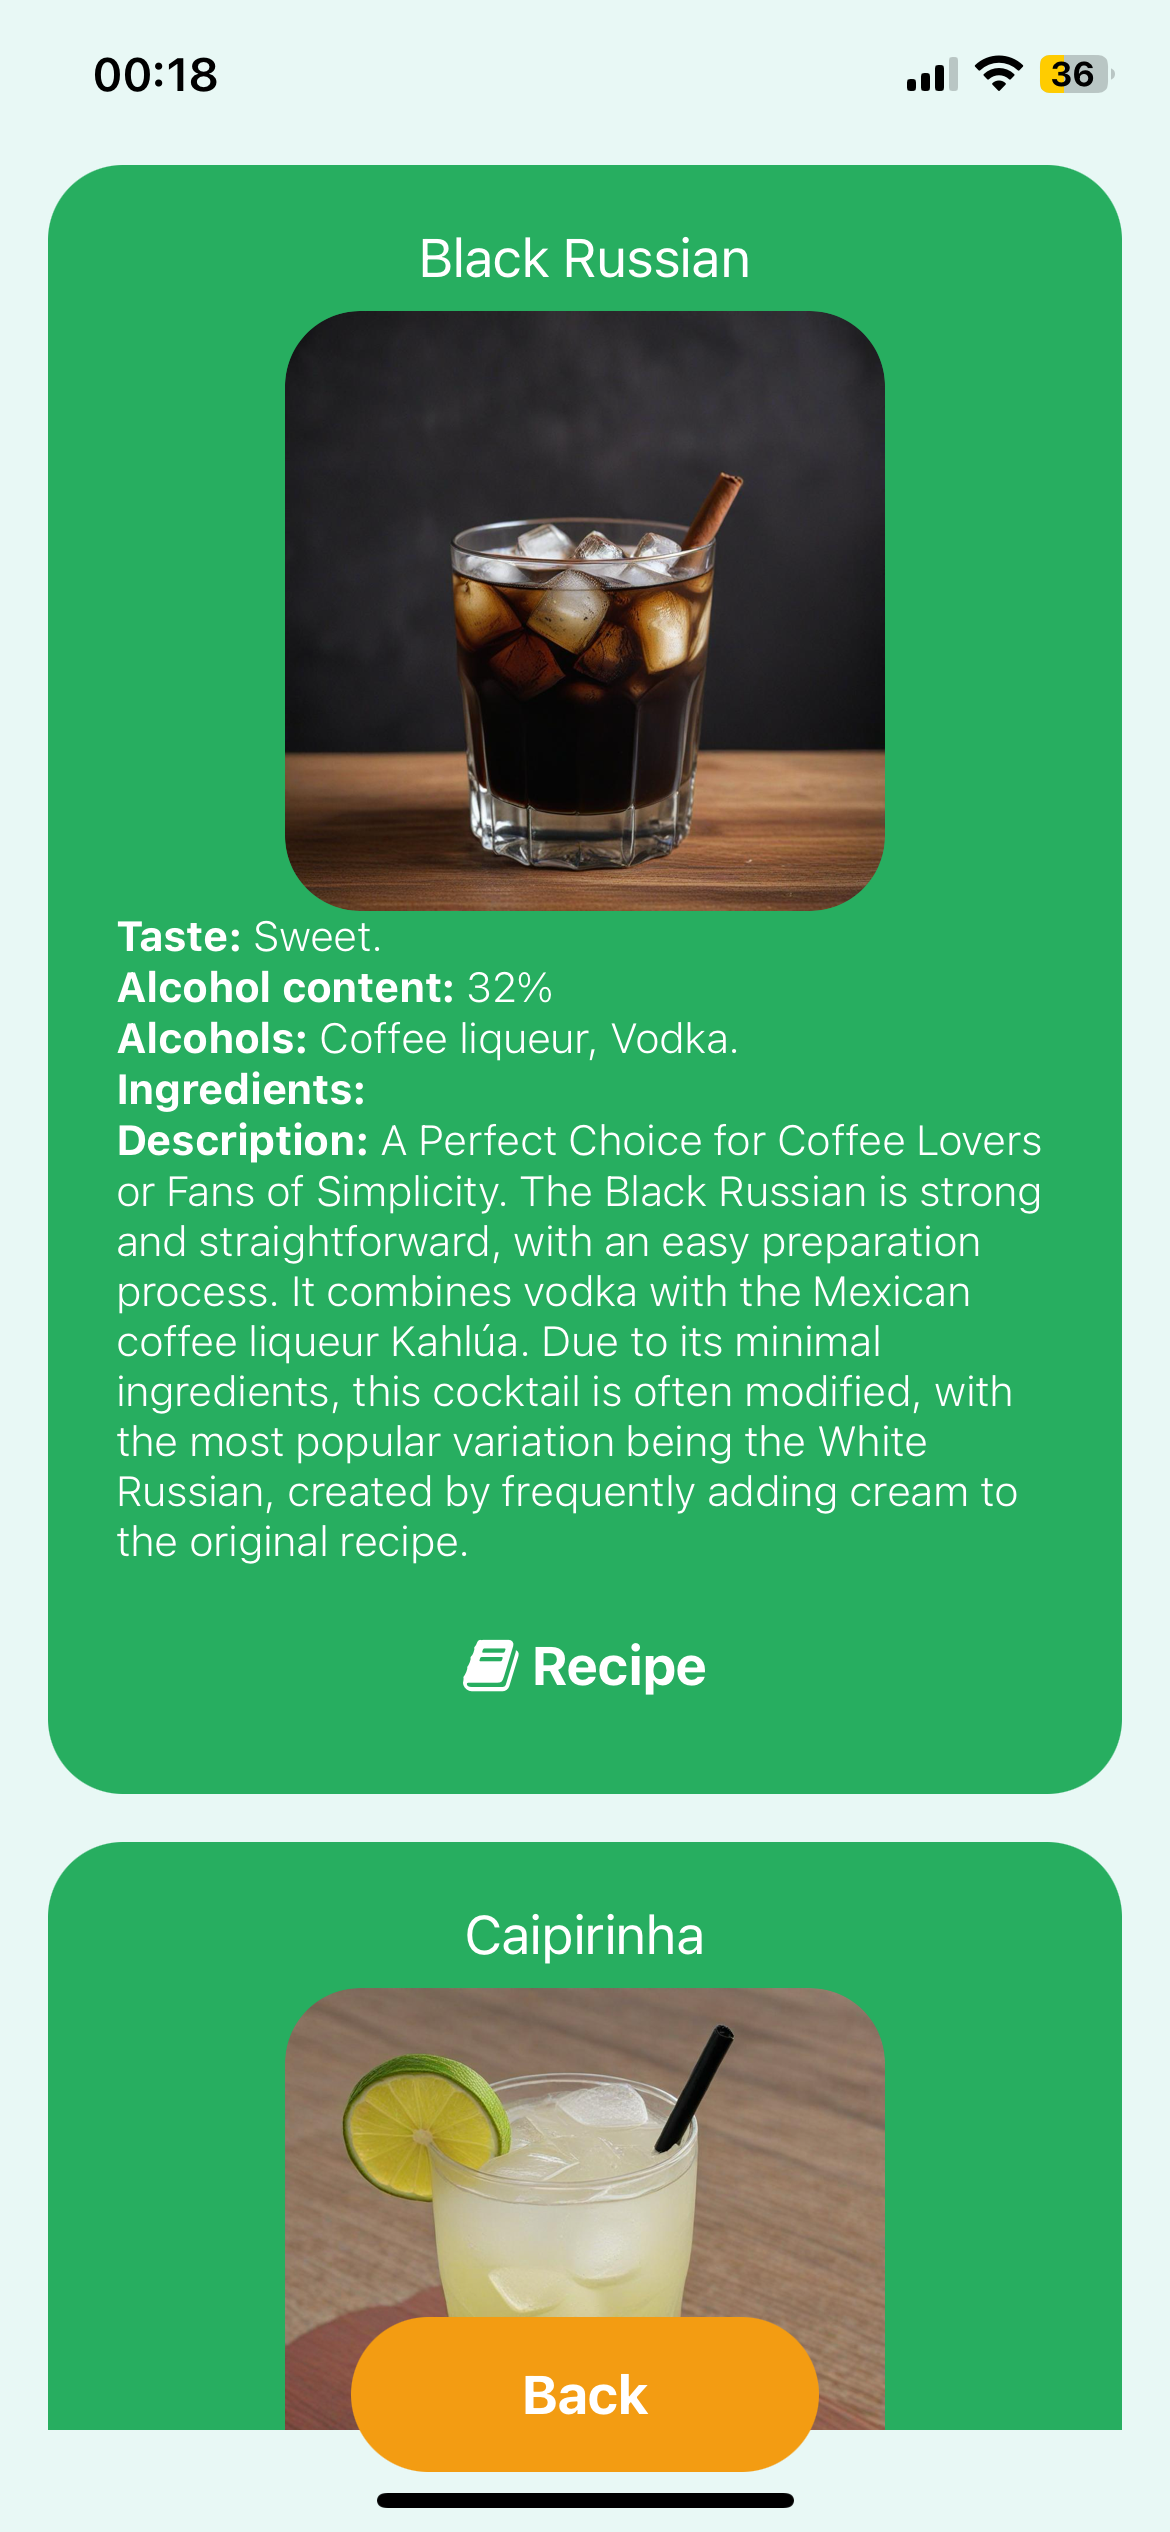 00:18
36
Black Russian
Taste: Sweet.
Alcohol content: 32%
Alcohols: Coffee liqueur, Vodka.
Ingredients:
Description: A Perfect Choice for Coffee Lovers
or Fans of Simplicity. The Black Russian is strong
and straightforward, with an easy preparation
process. It combines vodka with the Mexican
coffee liqueur Kahlúa. Due to its minimal
ingredients, this cocktail is often modified, with
the most popular variation being the White
Russian, created by frequently adding cream to
the original recipe.
Recipe
Caipirinha
Back